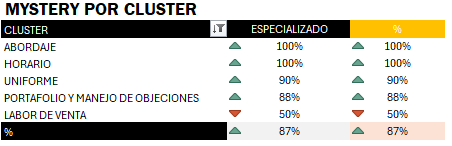 MYSTERY POR CLUSTER
CLUSTER ESPECIALIZADO %
ABORDAJE 100% 100%
HORARIO 100% 100%
UNIFORME 90% 90%
PORTAFOLIO Y MANEJO DE OBJECIONES 88% 88%
LABOR DE VENTA 50% 50%
% 87% 87%